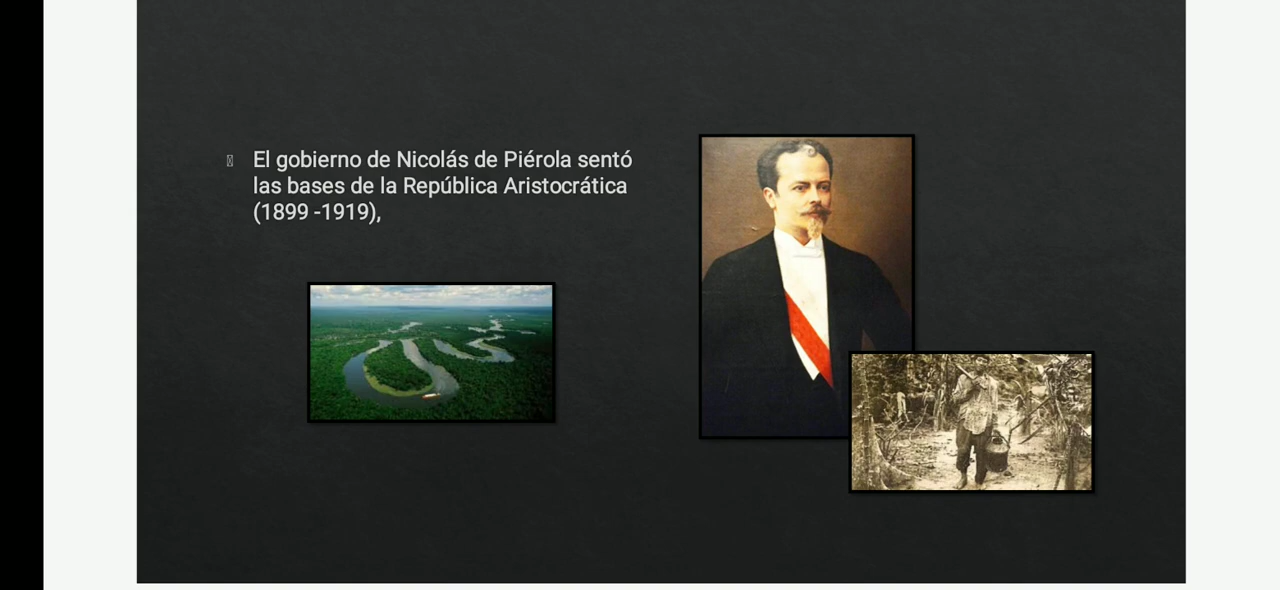 El gobierno de Nicolás de Piérola sentó
las bases de la República Aristocrática
(1899 -1919),